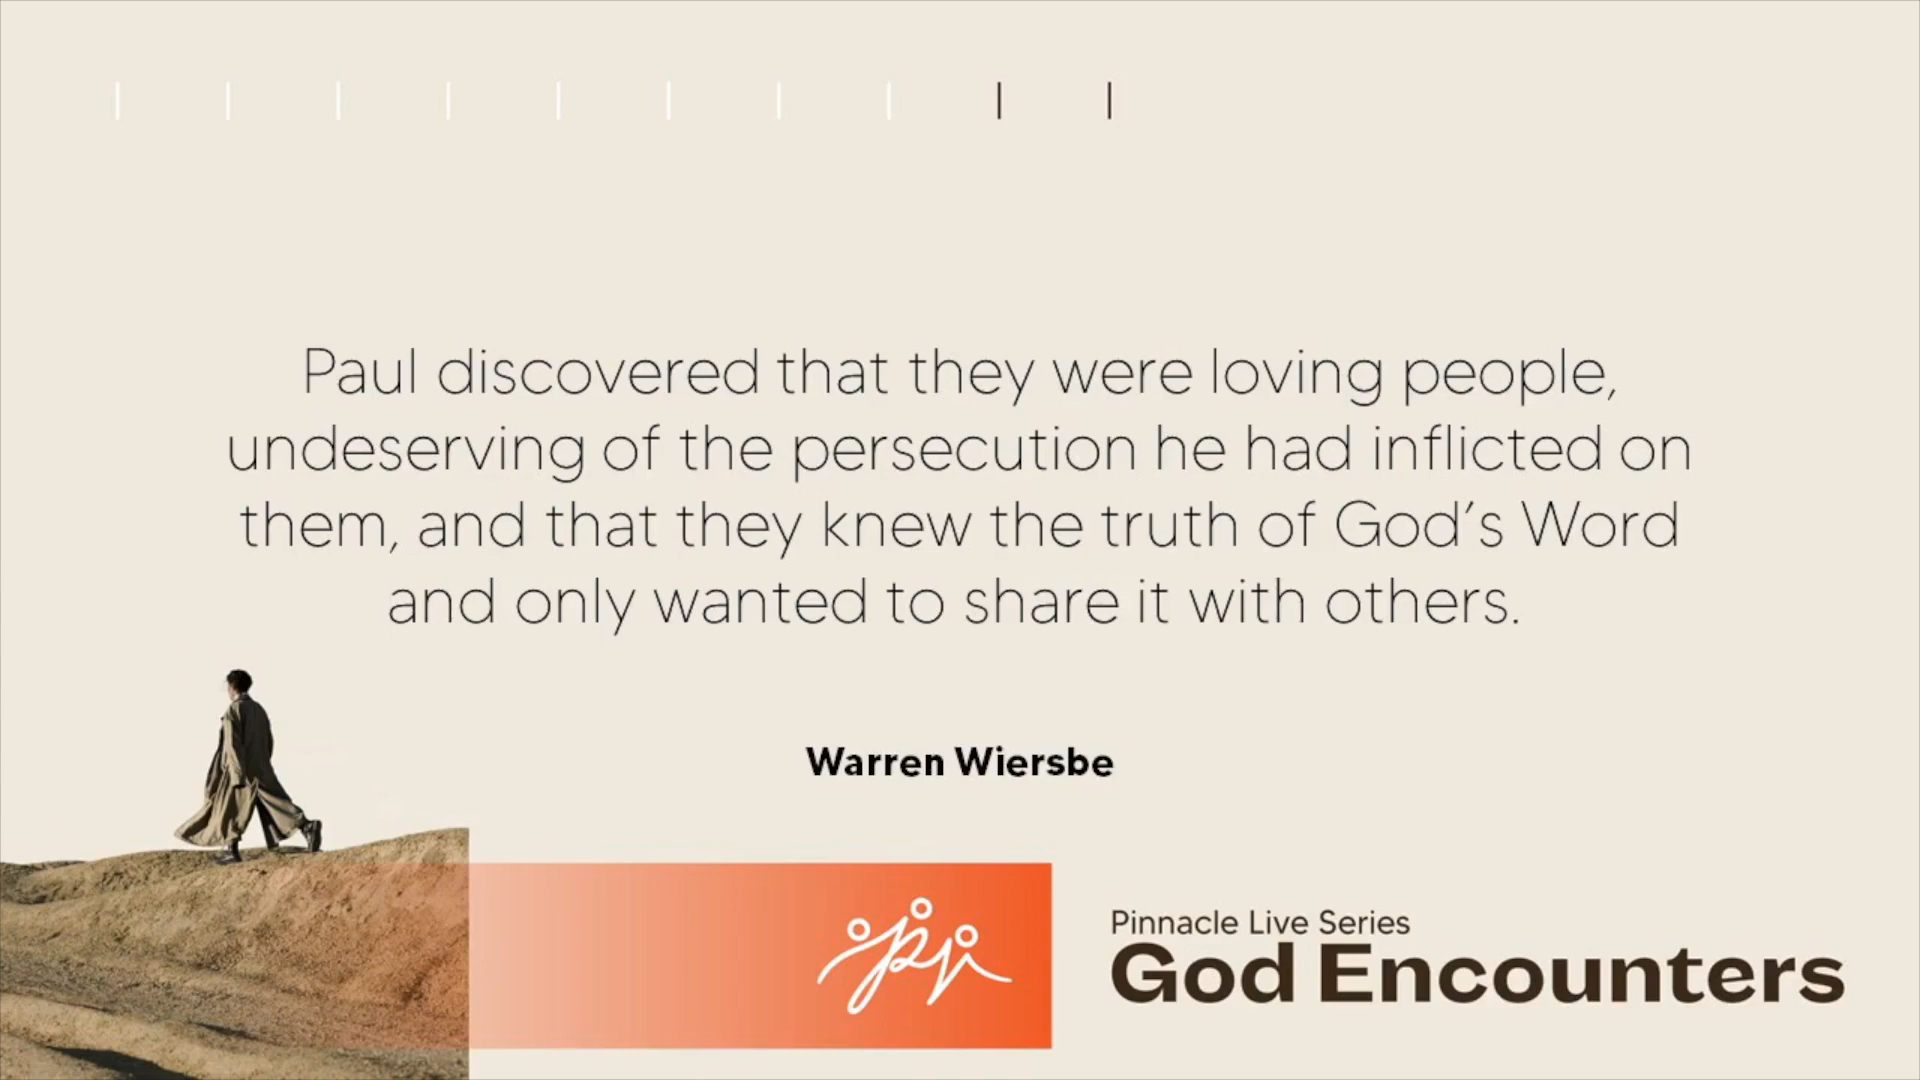 Paul discovered that they were loving people,
undeserving of the persecution he had inflicted on
them, and that they knew the truth of God’s Word
and only wanted to share it with others.
Warren Wiersbe
Pinnacle Live Series
God Encounters